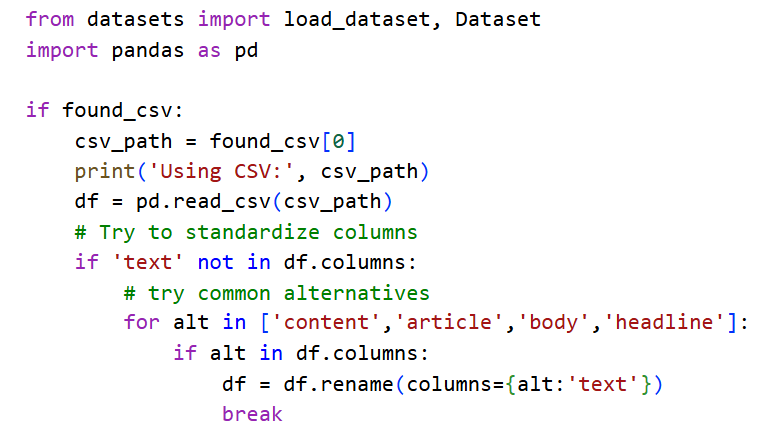 from datasets import load_dataset, Dataset
import pandas as pd

if found_csv:
    csv_path = found_csv[0]
    print('Using CSV:', csv_path)
    df = pd.read_csv(csv_path)
    # Try to standardize columns
    if 'text' not in df.columns:
        # try common alternatives
        for alt in ['content','article','body','headline']:
            if alt in df.columns:
                df = df.rename(columns={alt:'text'})
                break